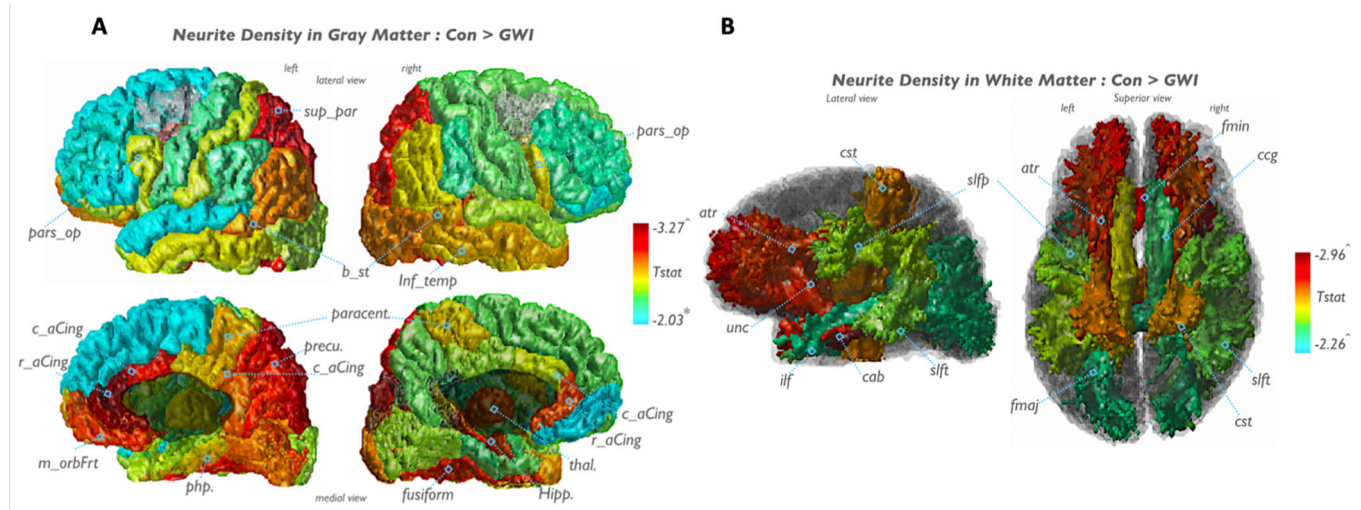 A
Neurite Density in Gray Matter : Con > GWI
left
lateral view
right
sup_par
pars_op
pars_op
b_st
Inf_temp
-3.27^
Tstat
-2.03*
c_aCing
r_aCing
paracent.
precu.
c_aCing
c_aCing
r_aCing
m_orbFrt
php.
medial view
fusiform
thal.
Hipp.
B
Neurite Density in White Matter : Con > GWI
Lateral view
left
Superior view
right
cst
fmin
atr
slfp
atr
ccg
unc
ilf
cab
slft
fmaj
slft
cst
-2.96^
Tstat
-2.26^